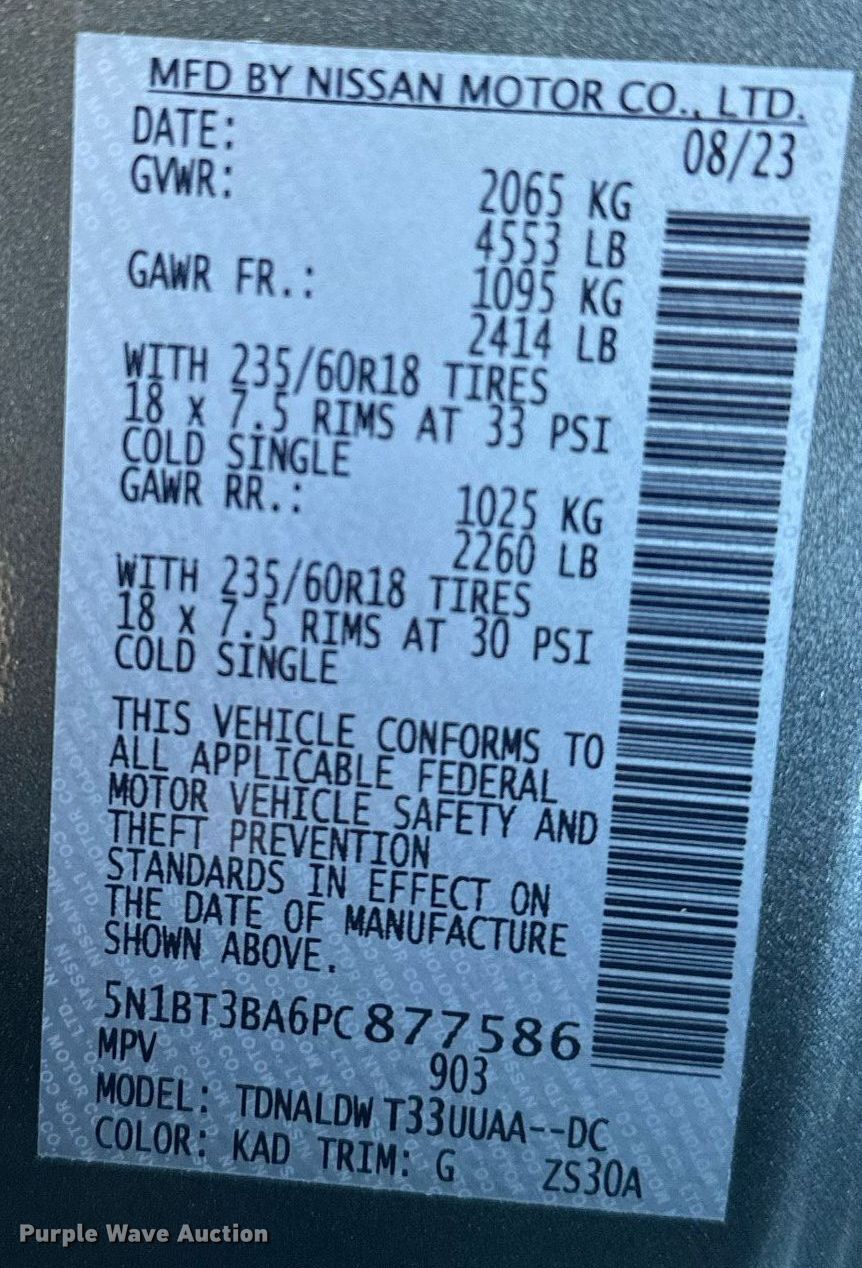 MFD BY NISSAN MOTOR CO., LTD.
DATE: 08/23
GVWR: 2065 KG
4553 LB
GAWR FR.: 1095 KG
2414 LB
WITH 235/60R18 TIRES
18 x 7.5 RIMS AT 33 PSI
COLD SINGLE
GAWR RR.: 1025 KG
2260 LB
WITH 235/60R18 TIRES
18 x 7.5 RIMS AT 30 PSI
COLD SINGLE
THIS VEHICLE CONFORMS TO
ALL APPLICABLE FEDERAL
MOTOR VEHICLE SAFETY AND
THEFT PREVENTION
STANDARDS IN EFFECT ON
THE DATE OF MANUFACTURE
SHOWN ABOVE.
5N1BT3BA6PC877586
MPV 903
MODEL: TDNALDW T33UUAA--DC
COLOR: KAD TRIM: G ZS30A
Purple Wave Auction